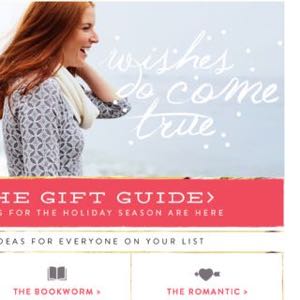 wishes
do come
true
HE GIFT GUIDE>
S FOR THE HOLIDAY SEASON ARE HERE
DEAS FOR EVERYONE ON YOUR LIST
THE BOOKWORM >
THE ROMANTIC >